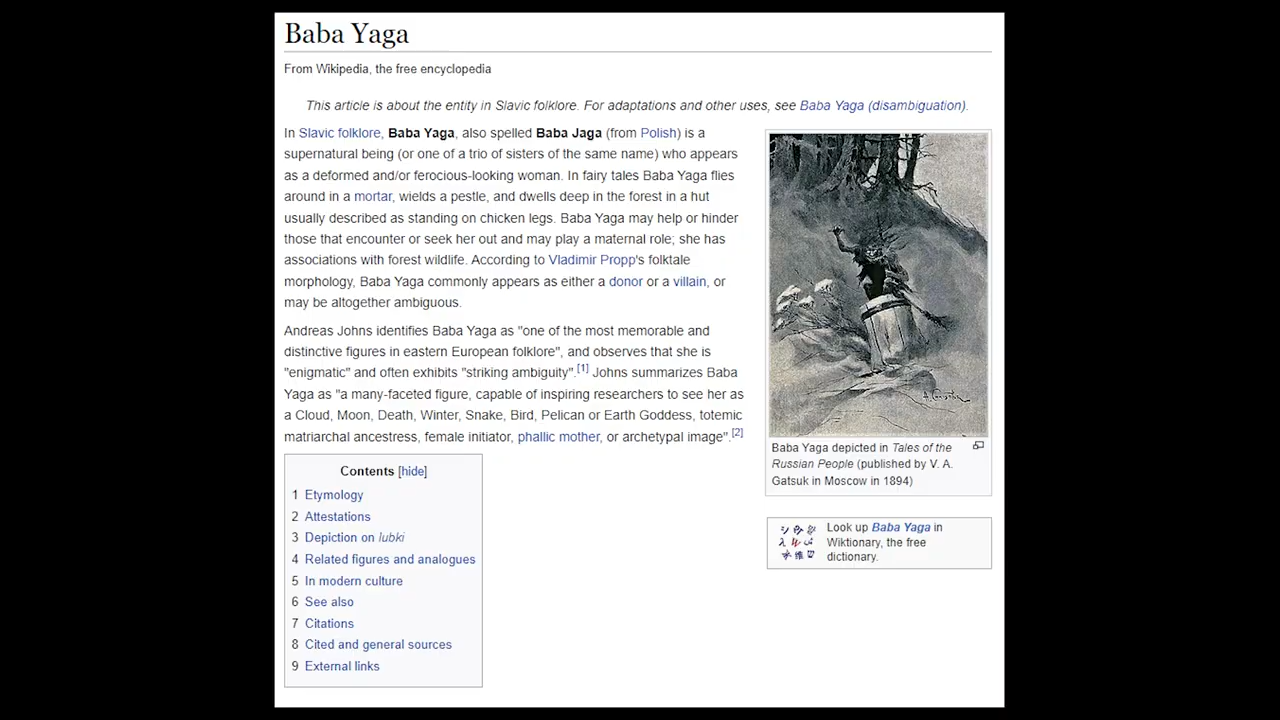 Baba Yaga
From Wikipedia, the free encyclopedia
This article is about the entity in Slavic folklore. For adaptations and other uses, see Baba Yaga (disambiguation).
In Slavic folklore, Baba Yaga, also spelled Baba Jaga (from Polish) is a
supernatural being (or one of a trio of sisters of the same name) who appears
as a deformed and/or ferocious-looking woman. In fairy tales Baba Yaga flies
around in a mortar, wields a pestle, and dwells deep in the forest in a hut
usually described as standing on chicken legs. Baba Yaga may help or hinder
those that encounter or seek her out and may play a maternal role; she has
associations with forest wildlife. According to Vladimir Propp's folktale
morphology, Baba Yaga commonly appears as either a donor or a villain, or
may be altogether ambiguous.
Andreas Johns identifies Baba Yaga as "one of the most memorable and
distinctive figures in eastern European folklore", and observes that she is
"enigmatic" and often exhibits "striking ambiguity".[1] Johns summarizes Baba
Yaga as "a many-faceted figure, capable of inspiring researchers to see her as
a Cloud, Moon, Death, Winter, Snake, Bird, Pelican or Earth Goddess, totemic
matriarchal ancestress, female initiator, phallic mother, or archetypal image".[2]
Baba Yaga depicted in Tales of the
Russian People (published by V. A.
Gatsuk in Moscow in 1894)
Look up Baba Yaga in
Wiktionary, the free
dictionary.
Contents [hide]
1 Etymology
2 Attestations
3 Depiction on lubki
4 Related figures and analogues
5 In modern culture
6 See also
7 Citations
8 Cited and general sources
9 External links